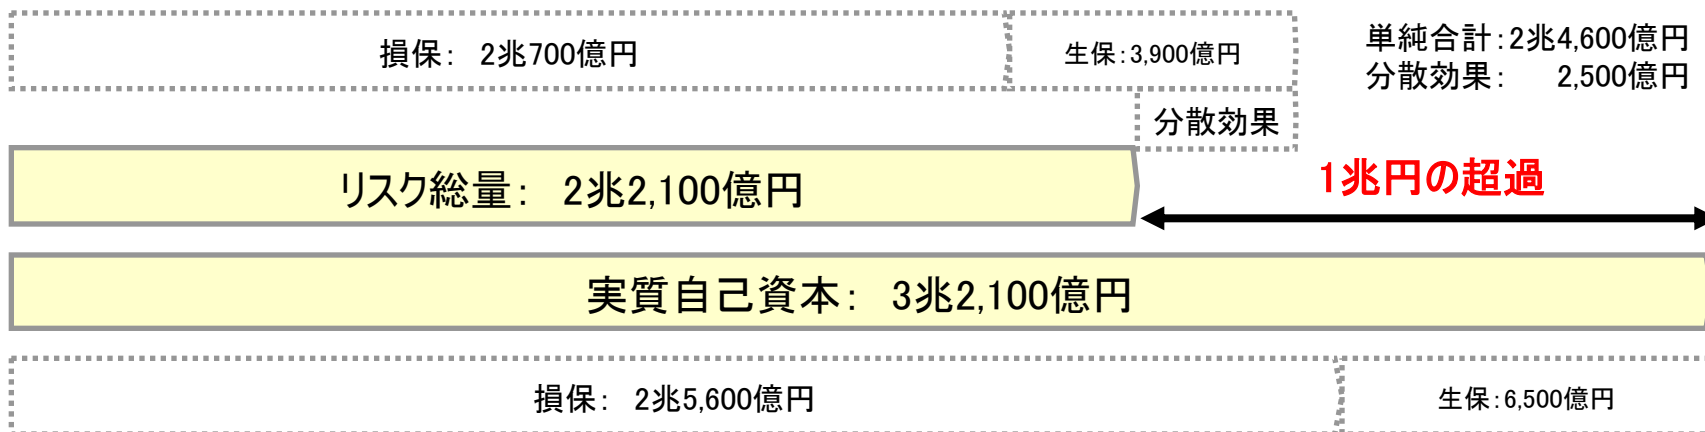 損保： 2兆700億円
生保：3,900億円
単純合計：2兆4,600億円
分散効果： 2,500億円
分散効果
リスク総量： 2兆2,100億円
1兆円の超過
実質自己資本： 3兆2,100億円
損保： 2兆5,600億円
生保：6,500億円